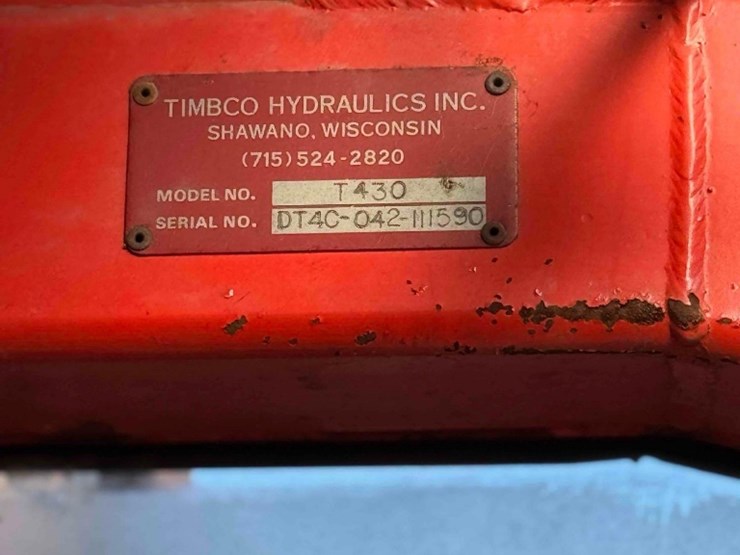 TIMBCO HYDRAULICS INC.
SHAWANO, WISCONSIN
(715) 524-2820
MODEL NO. T430
SERIAL NO. DT4C-042-111590